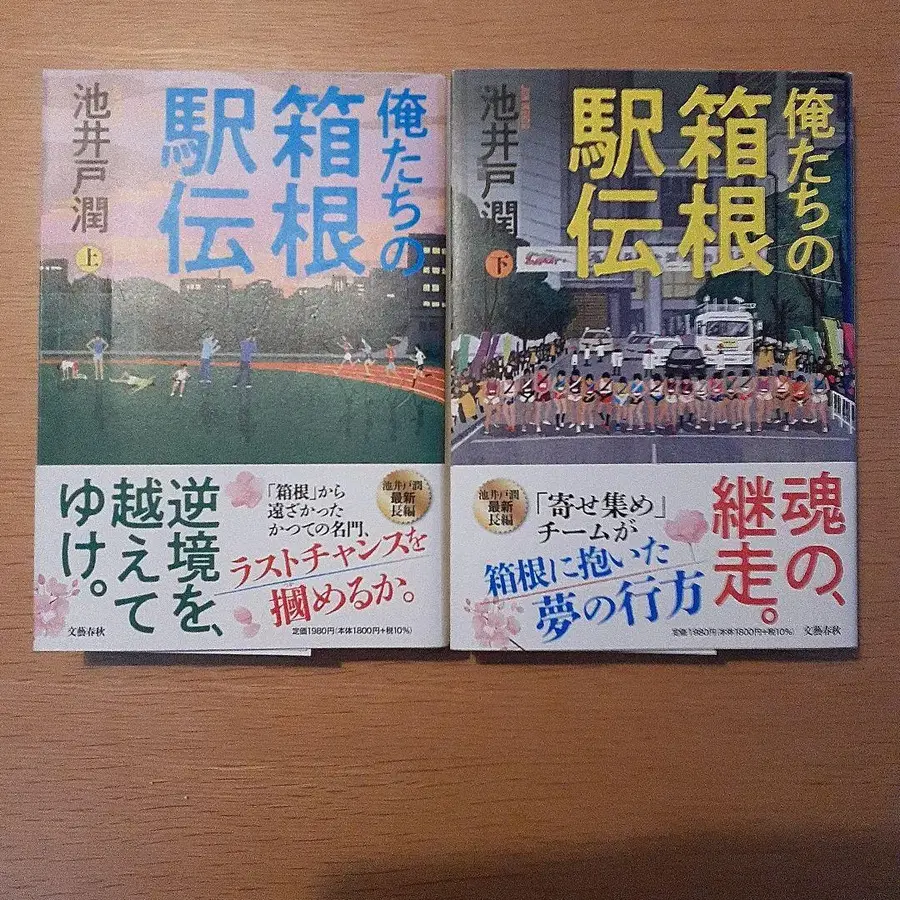 俺たちの
箱根
駅伝
池井戸潤
上
逆境を、
越えて
ゆけ。
「箱根」から
遠ざかった
かつての名門、
ラストチャンスを
摑めるか。
池井戸潤
最新
長編
定価1980円(本体1800円+税10%)
文藝春秋
俺たちの
箱根
駅伝
池井戸潤
下
魂の、
継走。
「寄せ集め」
チームが
箱根に抱いた
夢の行方
池井戸潤
最新
長編
定価1980円(本体1800円+税10%)
文藝春秋